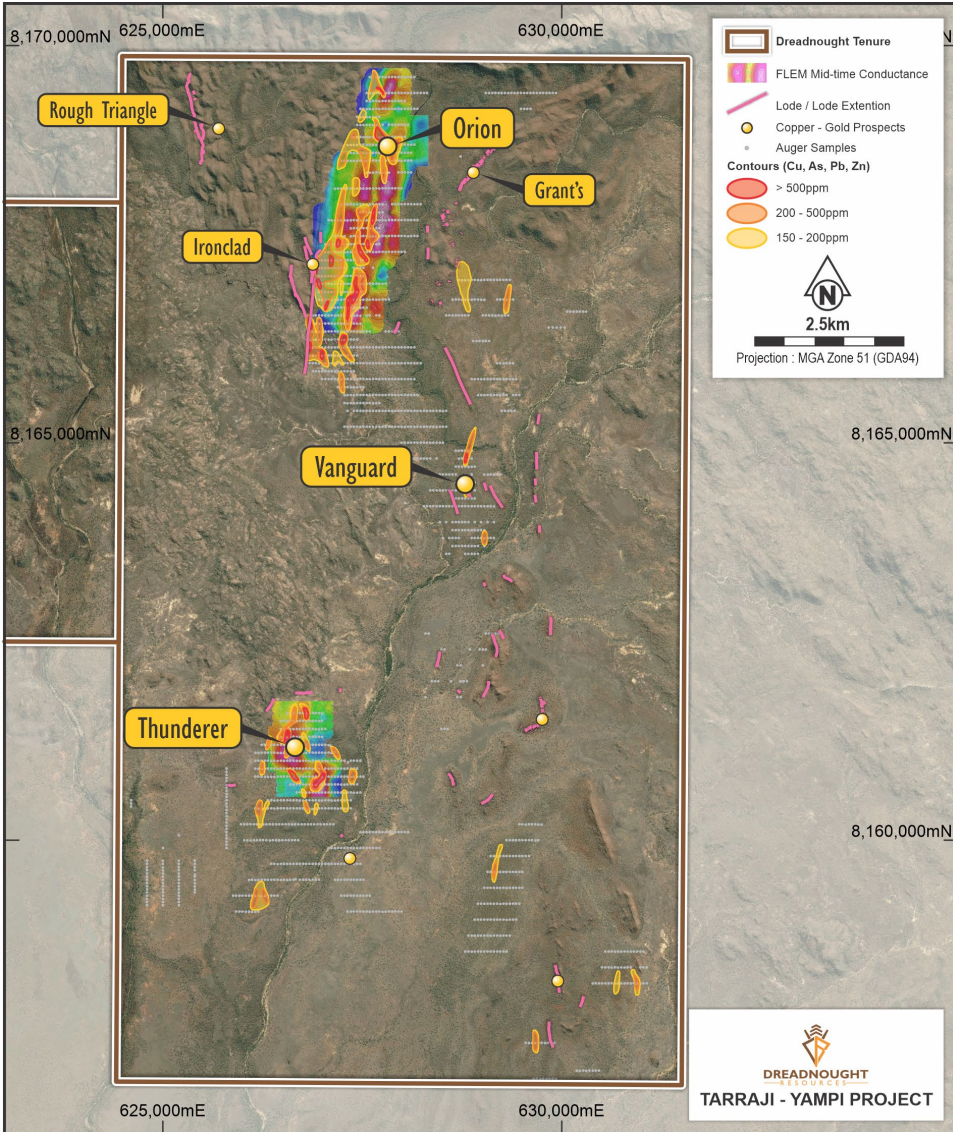 8,170,000mN
625,000mE
630,000mE
Dreadnought Tenure
FLEM Mid-time Conductance
Lode / Lode Extention
Copper - Gold Prospects
Auger Samples
Contours (Cu, As, Pb, Zn)
> 500ppm
200 - 500ppm
150 - 200ppm
N
2.5km
Projection : MGA Zone 51 (GDA94)
Rough Triangle
Orion
Grant's
Ironclad
8,165,000mN
8,165,000mN
Vanguard
Thunderer
8,160,000mN
DREADNOUGHT
RESOURCES
TARRAJI - YAMPI PROJECT
625,000mE
630,000mE